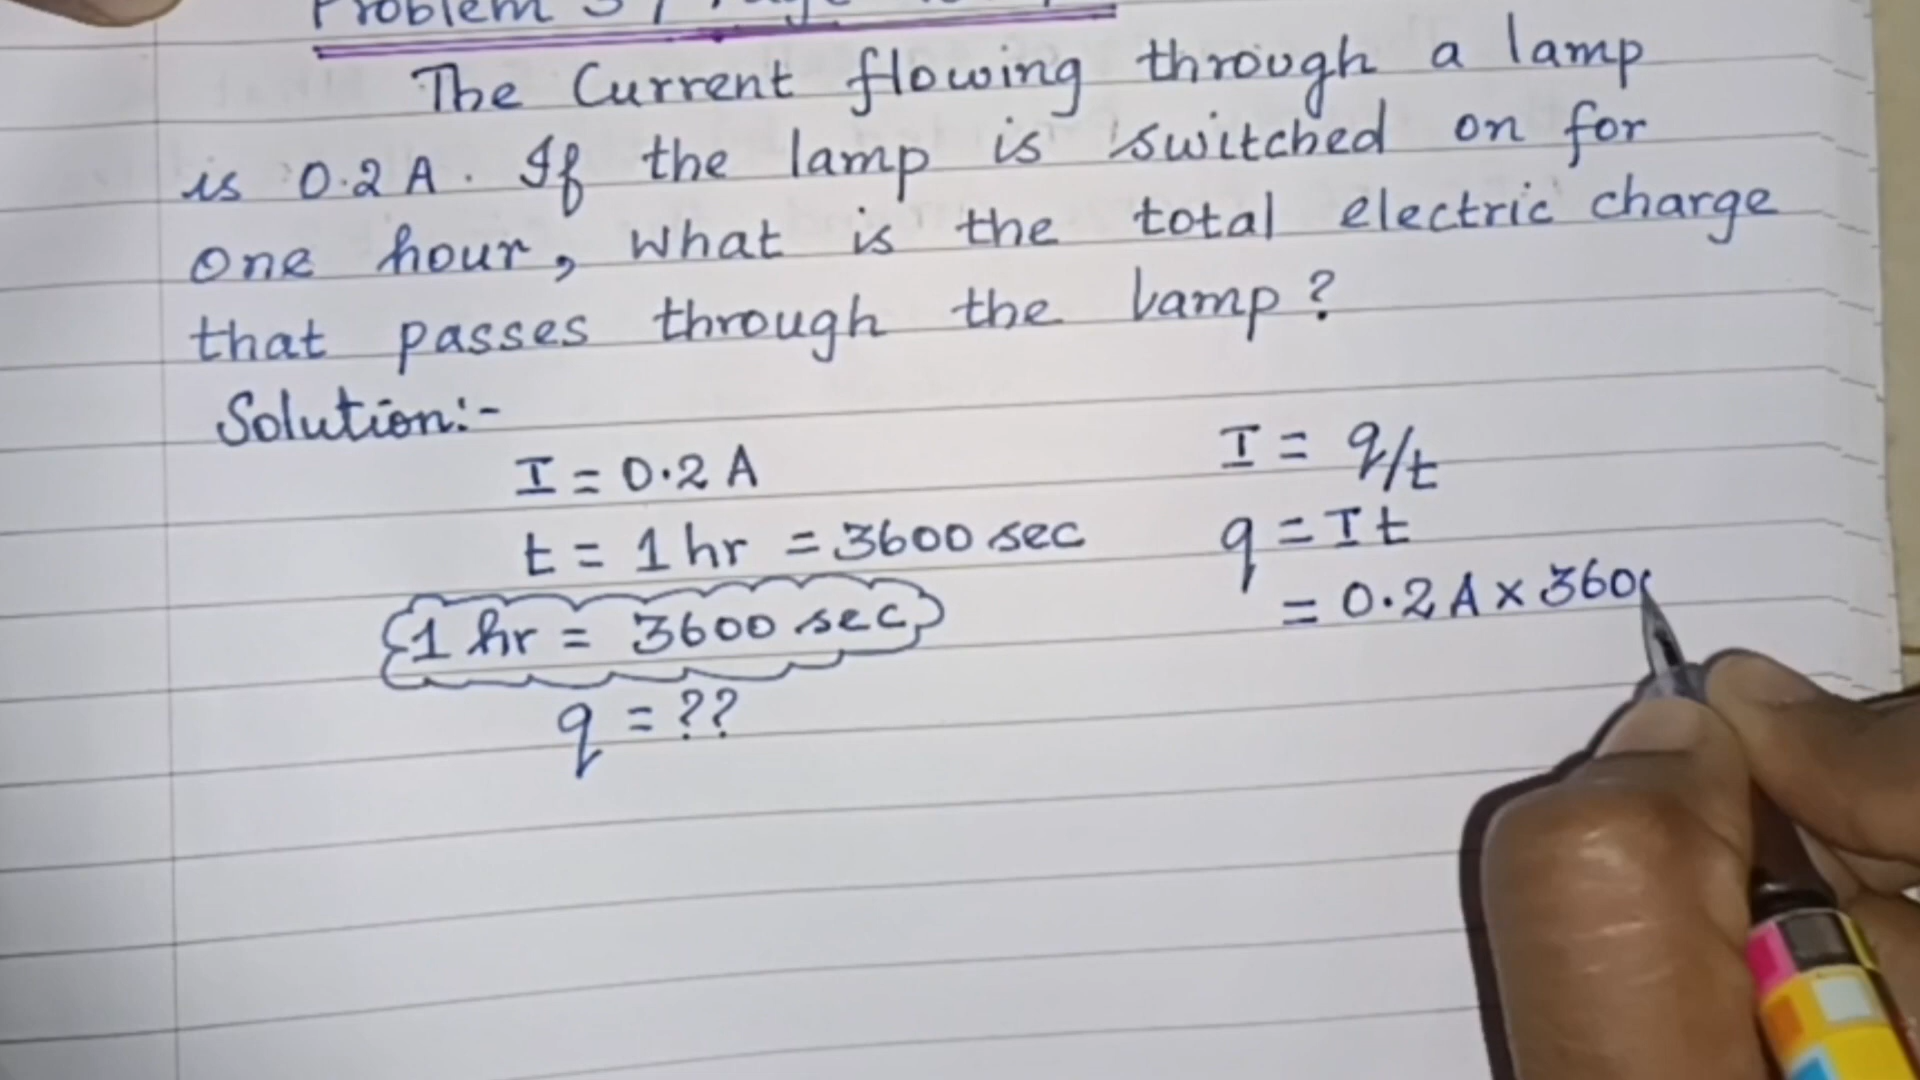 Problem
The Current flowing through a lamp
is 0.2 A. If the lamp is switched on for
one hour, what is the total electric charge
that passes through the lamp?
Solution:-
I = 0.2 A
t = 1 hr = 3600 sec
1 hr = 3600 sec
q = ??
I = q/t
q = It
= 0.2 A × 360